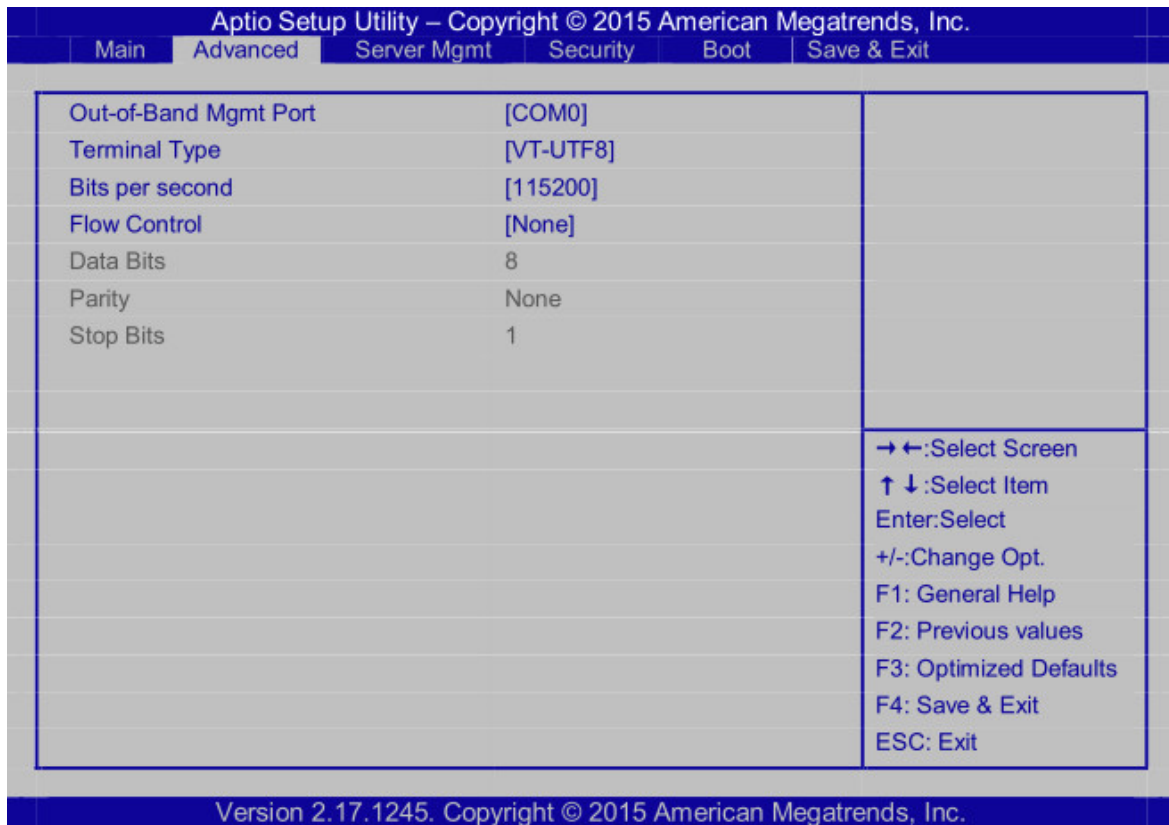 Aptio Setup Utility – Copyright © 2015 American Megatrends, Inc.
Main Advanced Server Mgmt Security Boot Save & Exit
Out-of-Band Mgmt Port [COM0]
Terminal Type [VT-UTF8]
Bits per second [115200]
Flow Control [None]
Data Bits 8
Parity None
Stop Bits 1
→ ←:Select Screen
↑ ↓:Select Item
Enter:Select
+/-:Change Opt.
F1: General Help
F2: Previous values
F3: Optimized Defaults
F4: Save & Exit
ESC: Exit
Version 2.17.1245. Copyright © 2015 American Megatrends, Inc.